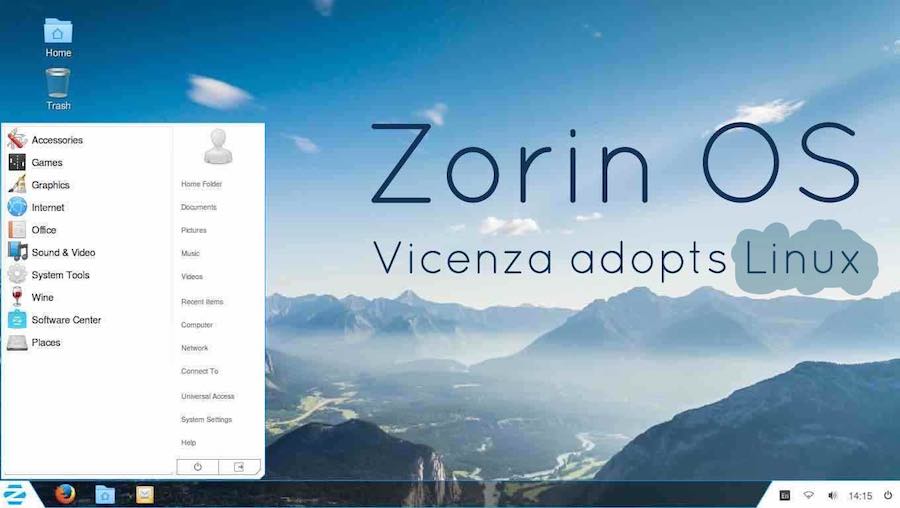 Home
Trash
Accessories
Games
Graphics
Internet
Office
Sound & Video
System Tools
Wine
Software Center
Places
Home Folder
Documents
Pictures
Music
Videos
Recent items
Computer
Network
Connect To
Universal Access
System Settings
Help
Zorin OS
Vicenza adopts Linux
En
14:15